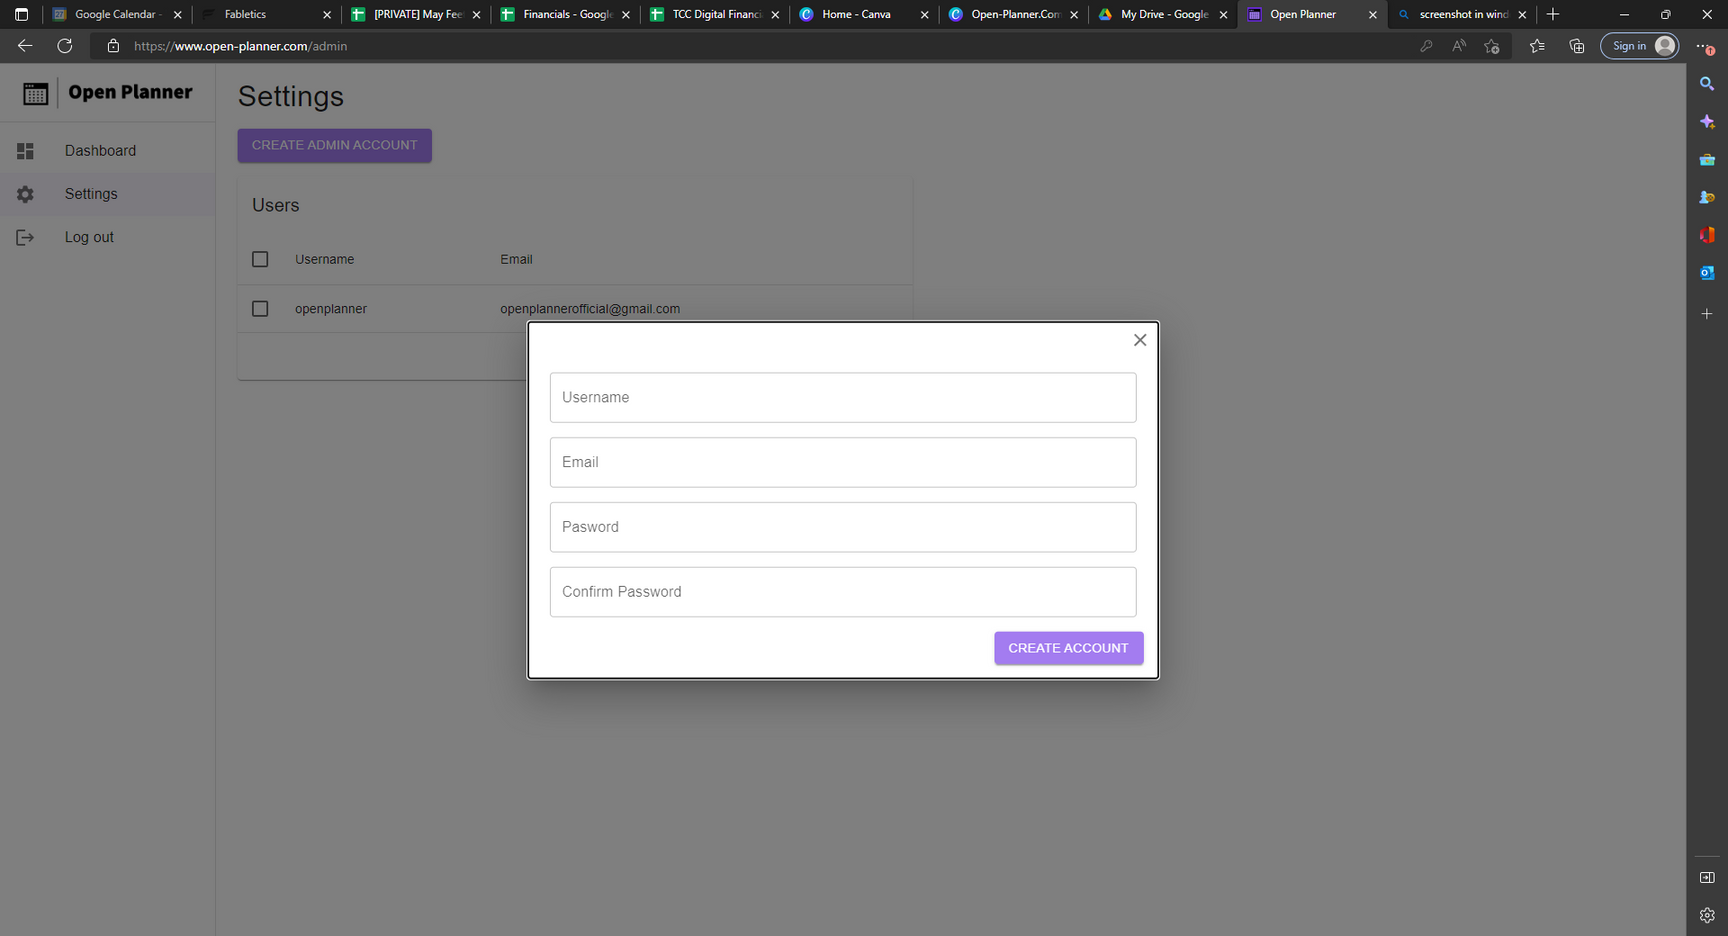 Google Calendar -
Fabletics
[PRIVATE] May Fee
Financials - Google
TCC Digital Financi
Home - Canva
Open-Planner.Com
My Drive - Google
Open Planner
screenshot in wind
https://www.open-planner.com/admin
Sign in
Open Planner
Dashboard
Settings
Log out
Settings
CREATE ADMIN ACCOUNT
Users
Username Email
openplanner openplannerofficial@gmail.com
Username
Email
Pasword
Confirm Password
CREATE ACCOUNT